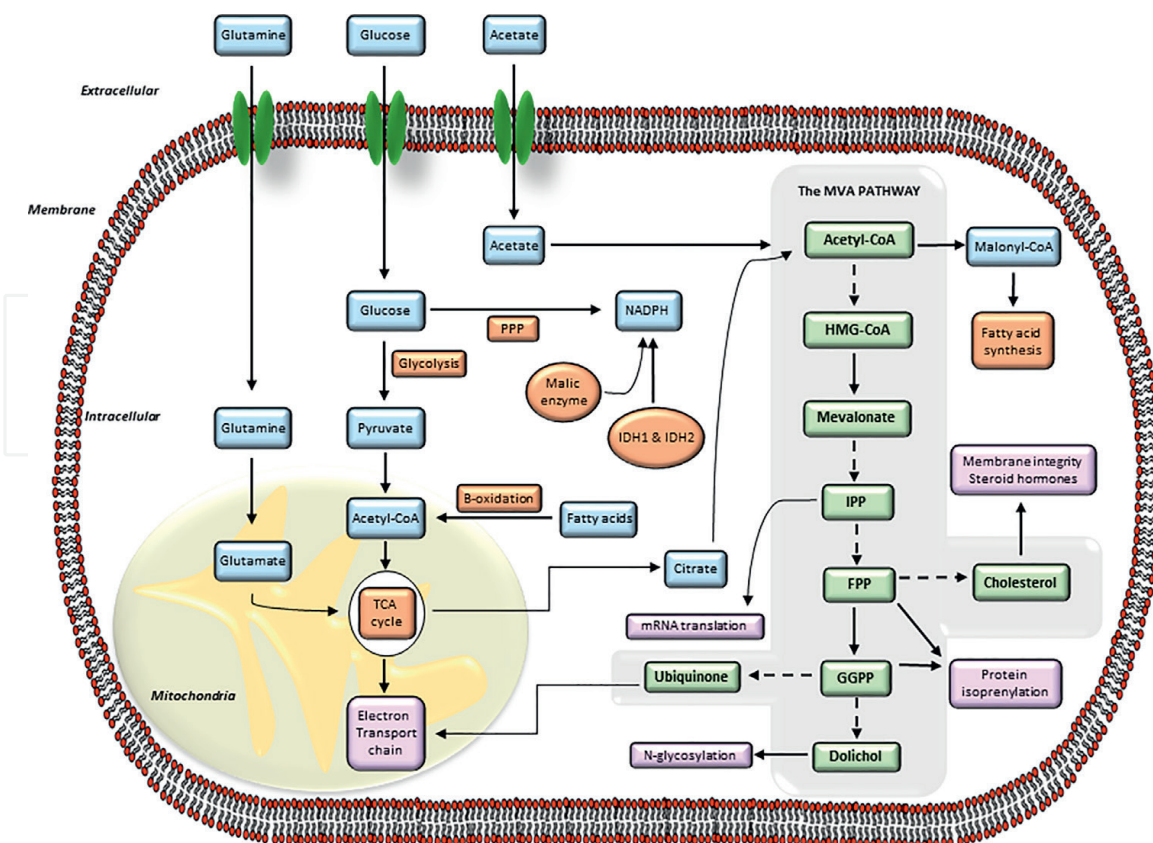 Glutamine
Glucose
Acetate
Extracellular
Membrane
The MVA PATHWAY
Acetate
Acetyl-CoA
Malonyl-CoA
Glucose
PPP
NADPH
HMG-CoA
Fatty acid
synthesis
Glycolysis
Malic
enzyme
Intracellular
Glutamine
Pyruvate
IDH1 & IDH2
Mevalonate
Membrane integrity
Steroid hormones
B-oxidation
Acetyl-CoA
Fatty acids
IPP
Glutamate
Citrate
FPP
Cholesterol
TCA
cycle
mRNA translation
Mitochondria
Ubiquinone
GGPP
Protein
isoprenylation
Electron
Transport
chain
N-glycosylation
Dolichol